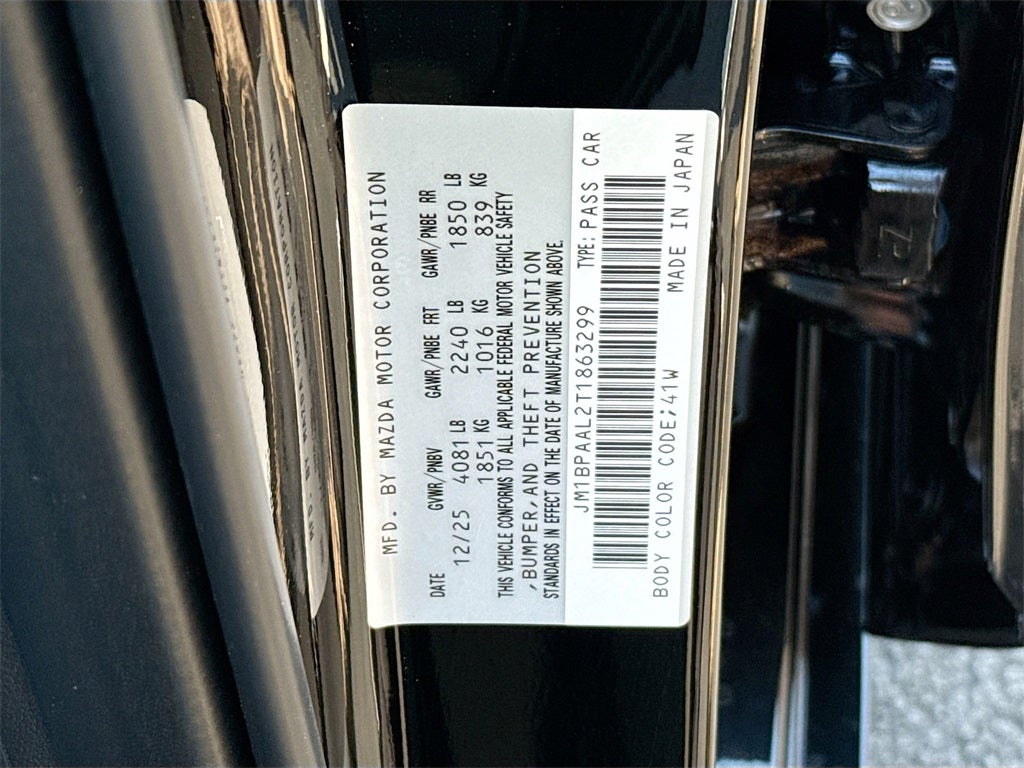 MFD. BY MAZDA MOTOR CORPORATION
DATE GVWR/PNBV GAWR/PNBE FRT GAWR/PNBE RR
12/25 4081 LB 2240 LB 1850 LB
1851 KG 1016 KG 839 KG
THIS VEHICLE CONFORMS TO ALL APPLICABLE FEDERAL MOTOR VEHICLE SAFETY
,BUMPER,AND THEFT PREVENTION
STANDARDS IN EFFECT ON THE DATE OF MANUFACTURE SHOWN ABOVE.
JM1BPAAL2T1863299 TYPE: PASS CAR
BODY COLOR CODE;41W MADE IN JAPAN